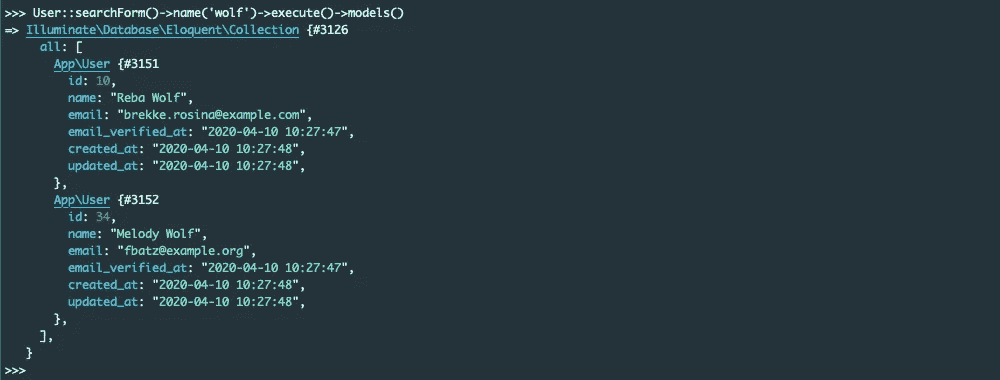 >>> User::searchForm()->name('wolf')->execute()->models()
=> Illuminate\Database\Eloquent\Collection {#3126
all: [
App\User {#3151
id: 10,
name: "Reba Wolf",
email: "brekke.rosina@example.com",
email_verified_at: "2020-04-10 10:27:47",
created_at: "2020-04-10 10:27:48",
updated_at: "2020-04-10 10:27:48",
},
App\User {#3152
id: 34,
name: "Melody Wolf",
email: "fbatz@example.org",
email_verified_at: "2020-04-10 10:27:47",
created_at: "2020-04-10 10:27:48",
updated_at: "2020-04-10 10:27:48",
},
],
}
>>>